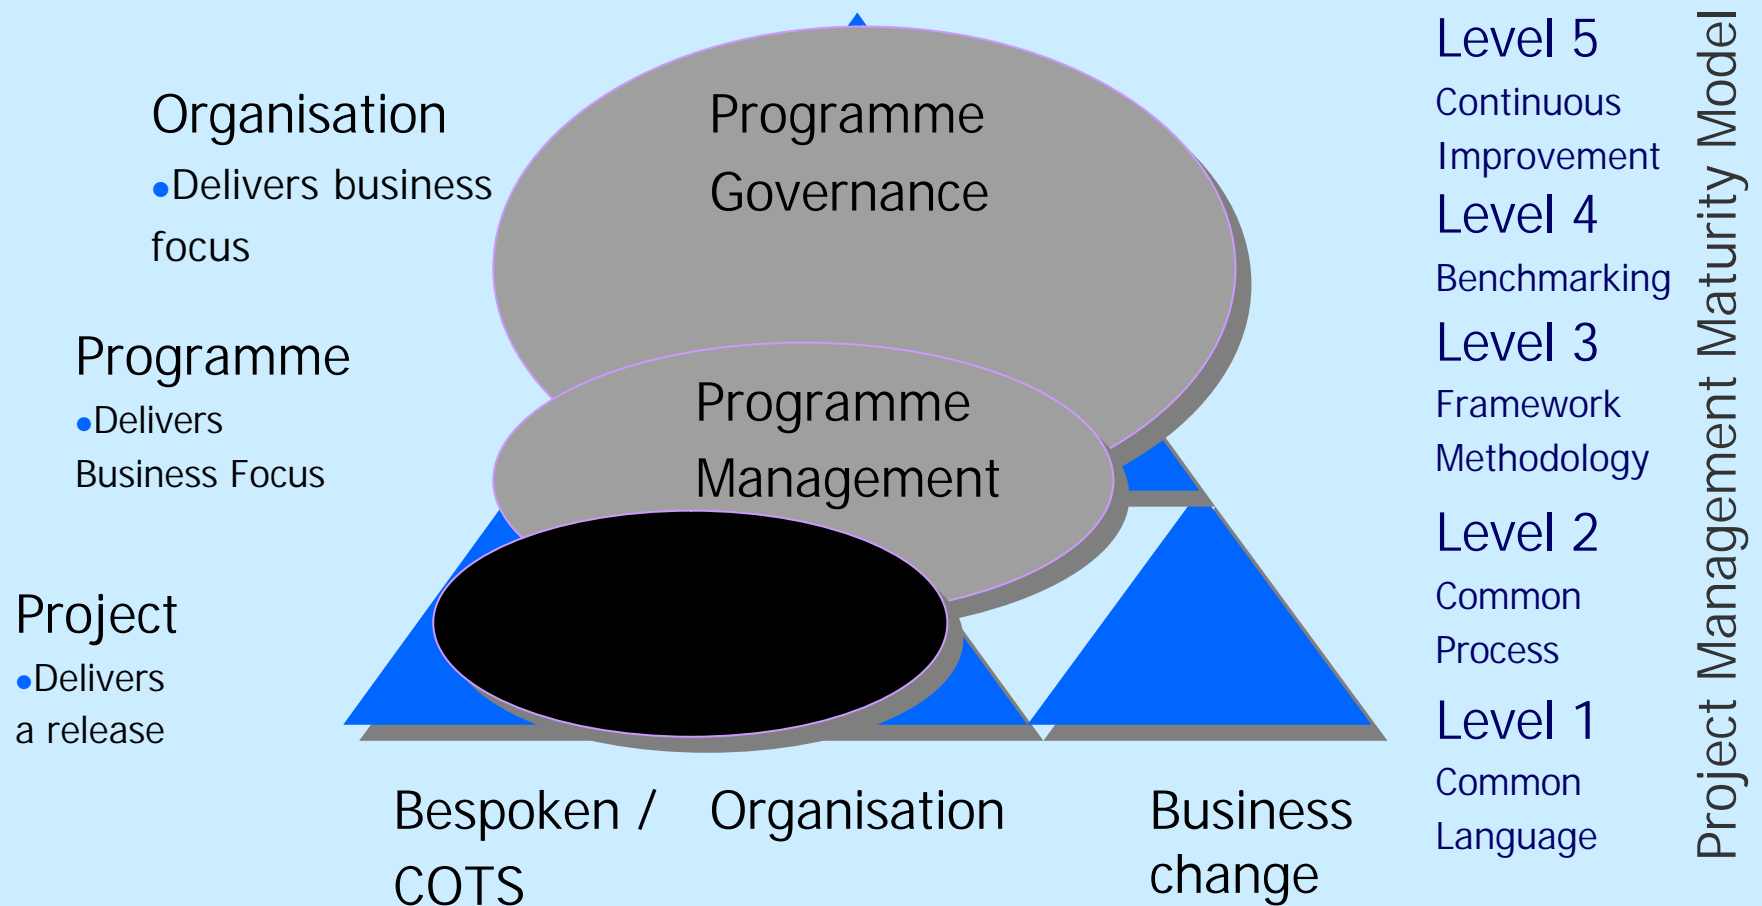 Organisation
•Delivers business
focus
Programme
•Delivers
Business Focus
Project
•Delivers
a release
Programme
Governance
Programme
Management
Bespoken /
COTS
Organisation
Business
change
Level 5
Continuous
Improvement
Level 4
Benchmarking
Level 3
Framework
Methodology
Level 2
Common
Process
Level 1
Common
Language
Project Management Maturity Model